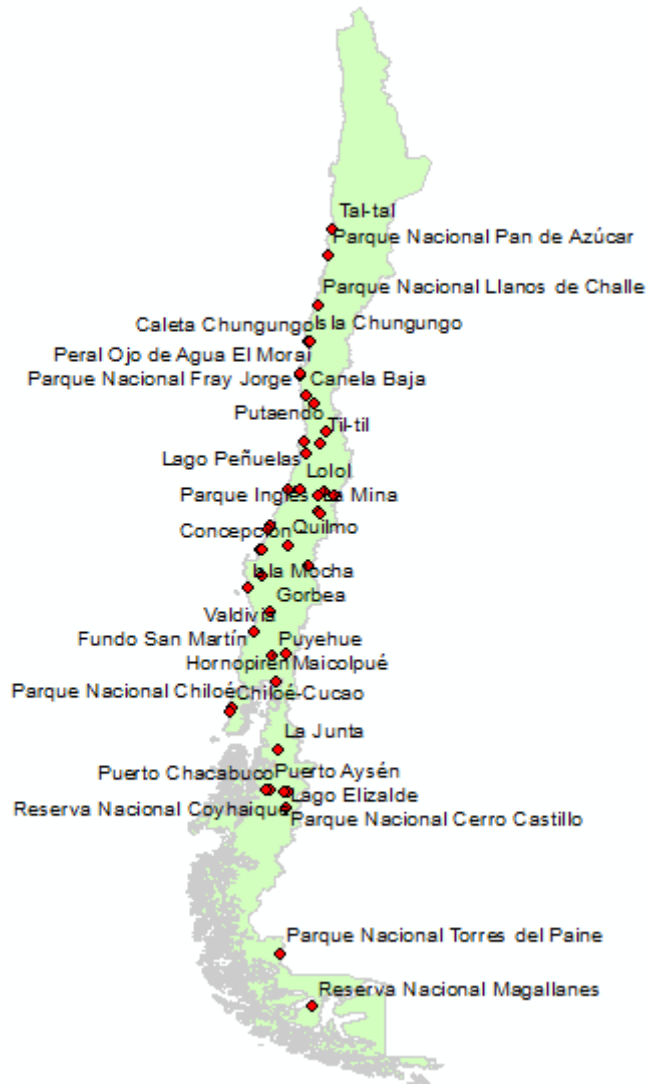 Tal-tal
Parque Nacional Pan de Azúcar
Parque Nacional Llanos de Challe
Caleta Chungungo
Isla Chungungo
Peral Ojo de Agua El Moral
Parque Nacional Fray Jorge
Canela Baja
Putaendo
Til-til
Lago Peñuelas
Lolol
Parque Ingles
La Mina
Concepción
Quilmo
Isla Mocha
Gorbea
Valdivia
Fundo San Martín
Puyehue
Hornopiren
Maicolpué
Parque Nacional Chiloé
Chiloé-Cucao
La Junta
Puerto Chacabuco
Puerto Aysén
Lago Elizalde
Reserva Nacional Coyhaique
Parque Nacional Cerro Castillo
Parque Nacional Torres del Paine
Reserva Nacional Magallanes